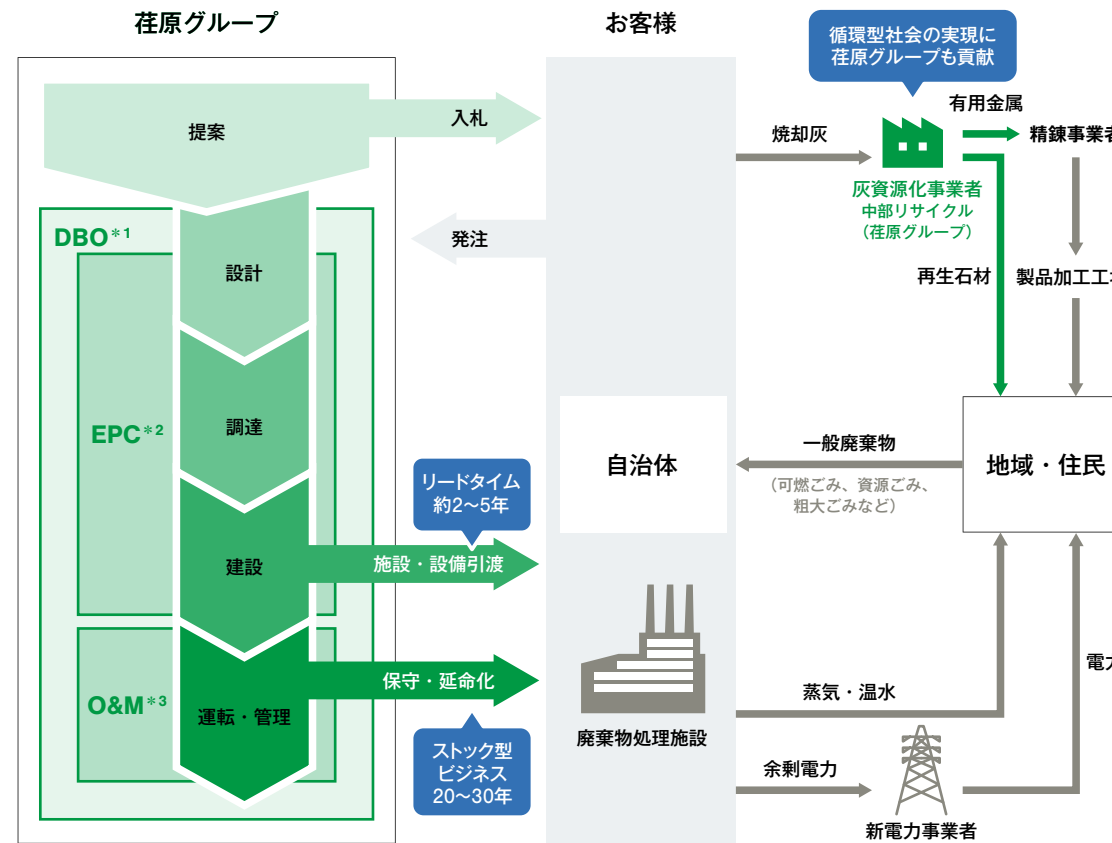 荏原グループ
お客様
循環型社会の実現に
荏原グループも貢献
提案
入札
発注
DBO*1
設計
EPC*2
調達
建設
リードタイム
約2〜5年
施設・設備引渡
O&M*3
運転・管理
保守・延命化
ストック型
ビジネス
20〜30年
自治体
廃棄物処理施設
焼却灰
有用金属
精錬事業者
灰資源化事業者
中部リサイクル
（荏原グループ）
再生石材
製品加工工
一般廃棄物
（可燃ごみ、資源ごみ、
粗大ごみなど）
地域・住民
蒸気・温水
電
余剰電力
新電力事業者